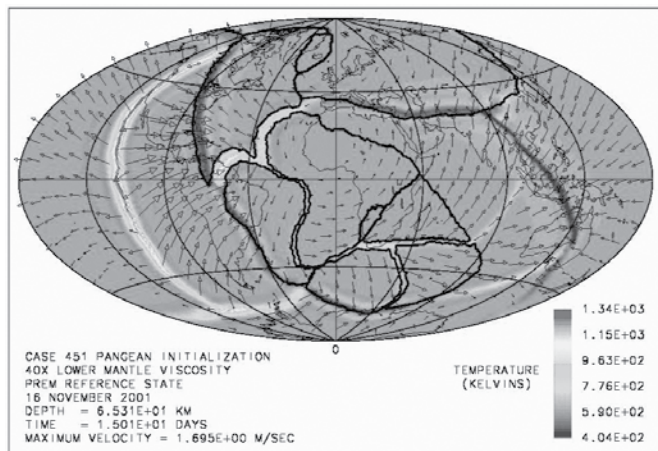 0
CASE 451 PANGEAN INITIALIZATION
40X LOWER MANTLE VISCOSITY
PREM REFERENCE STATE
16 NOVEMBER 2001
DEPTH = 6.531E+01 KM
TIME = 1.501E+01 DAYS
MAXIMUM VELOCITY = 1.695E+00 M/SEC
TEMPERATURE
(KELVINS)
1.34E+03
1.15E+03
9.63E+02
7.76E+02
5.90E+02
4.04E+02